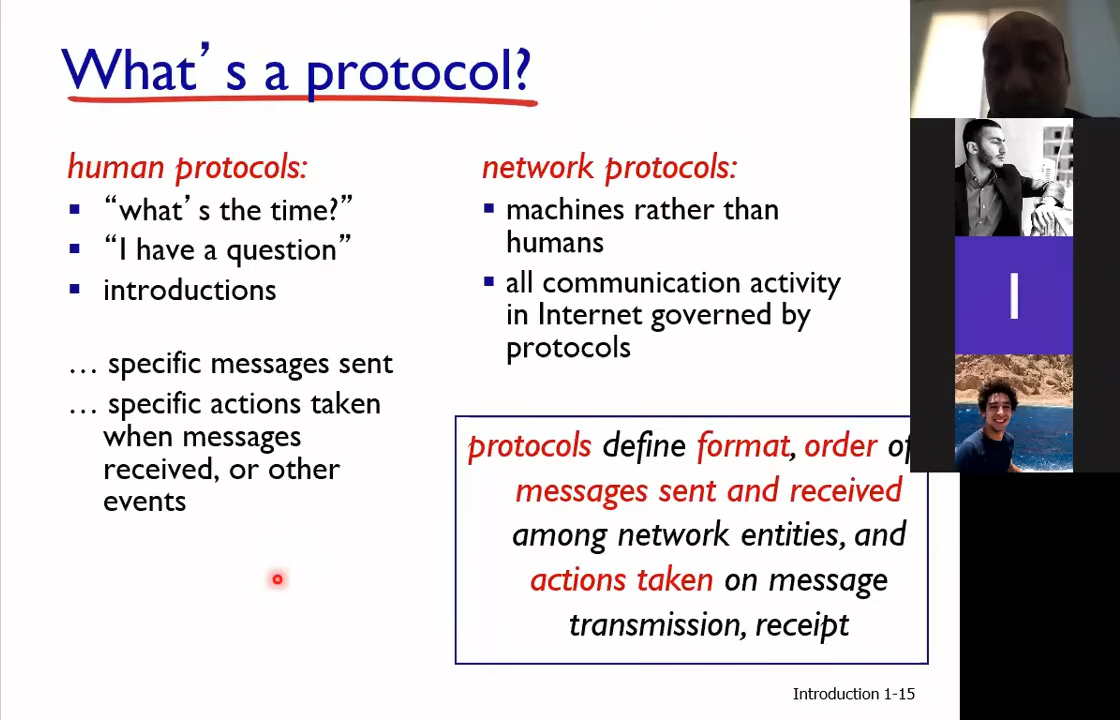 What's a protocol?
human protocols:
▪ “what's the time?”
▪ “I have a question”
▪ introductions
… specific messages sent
… specific actions taken
when messages
received, or other
events
network protocols:
▪ machines rather than
humans
▪ all communication activity
in Internet governed by
protocols
protocols define format, order of
messages sent and received
among network entities, and
actions taken on message
transmission, receipt
Introduction 1-15
I